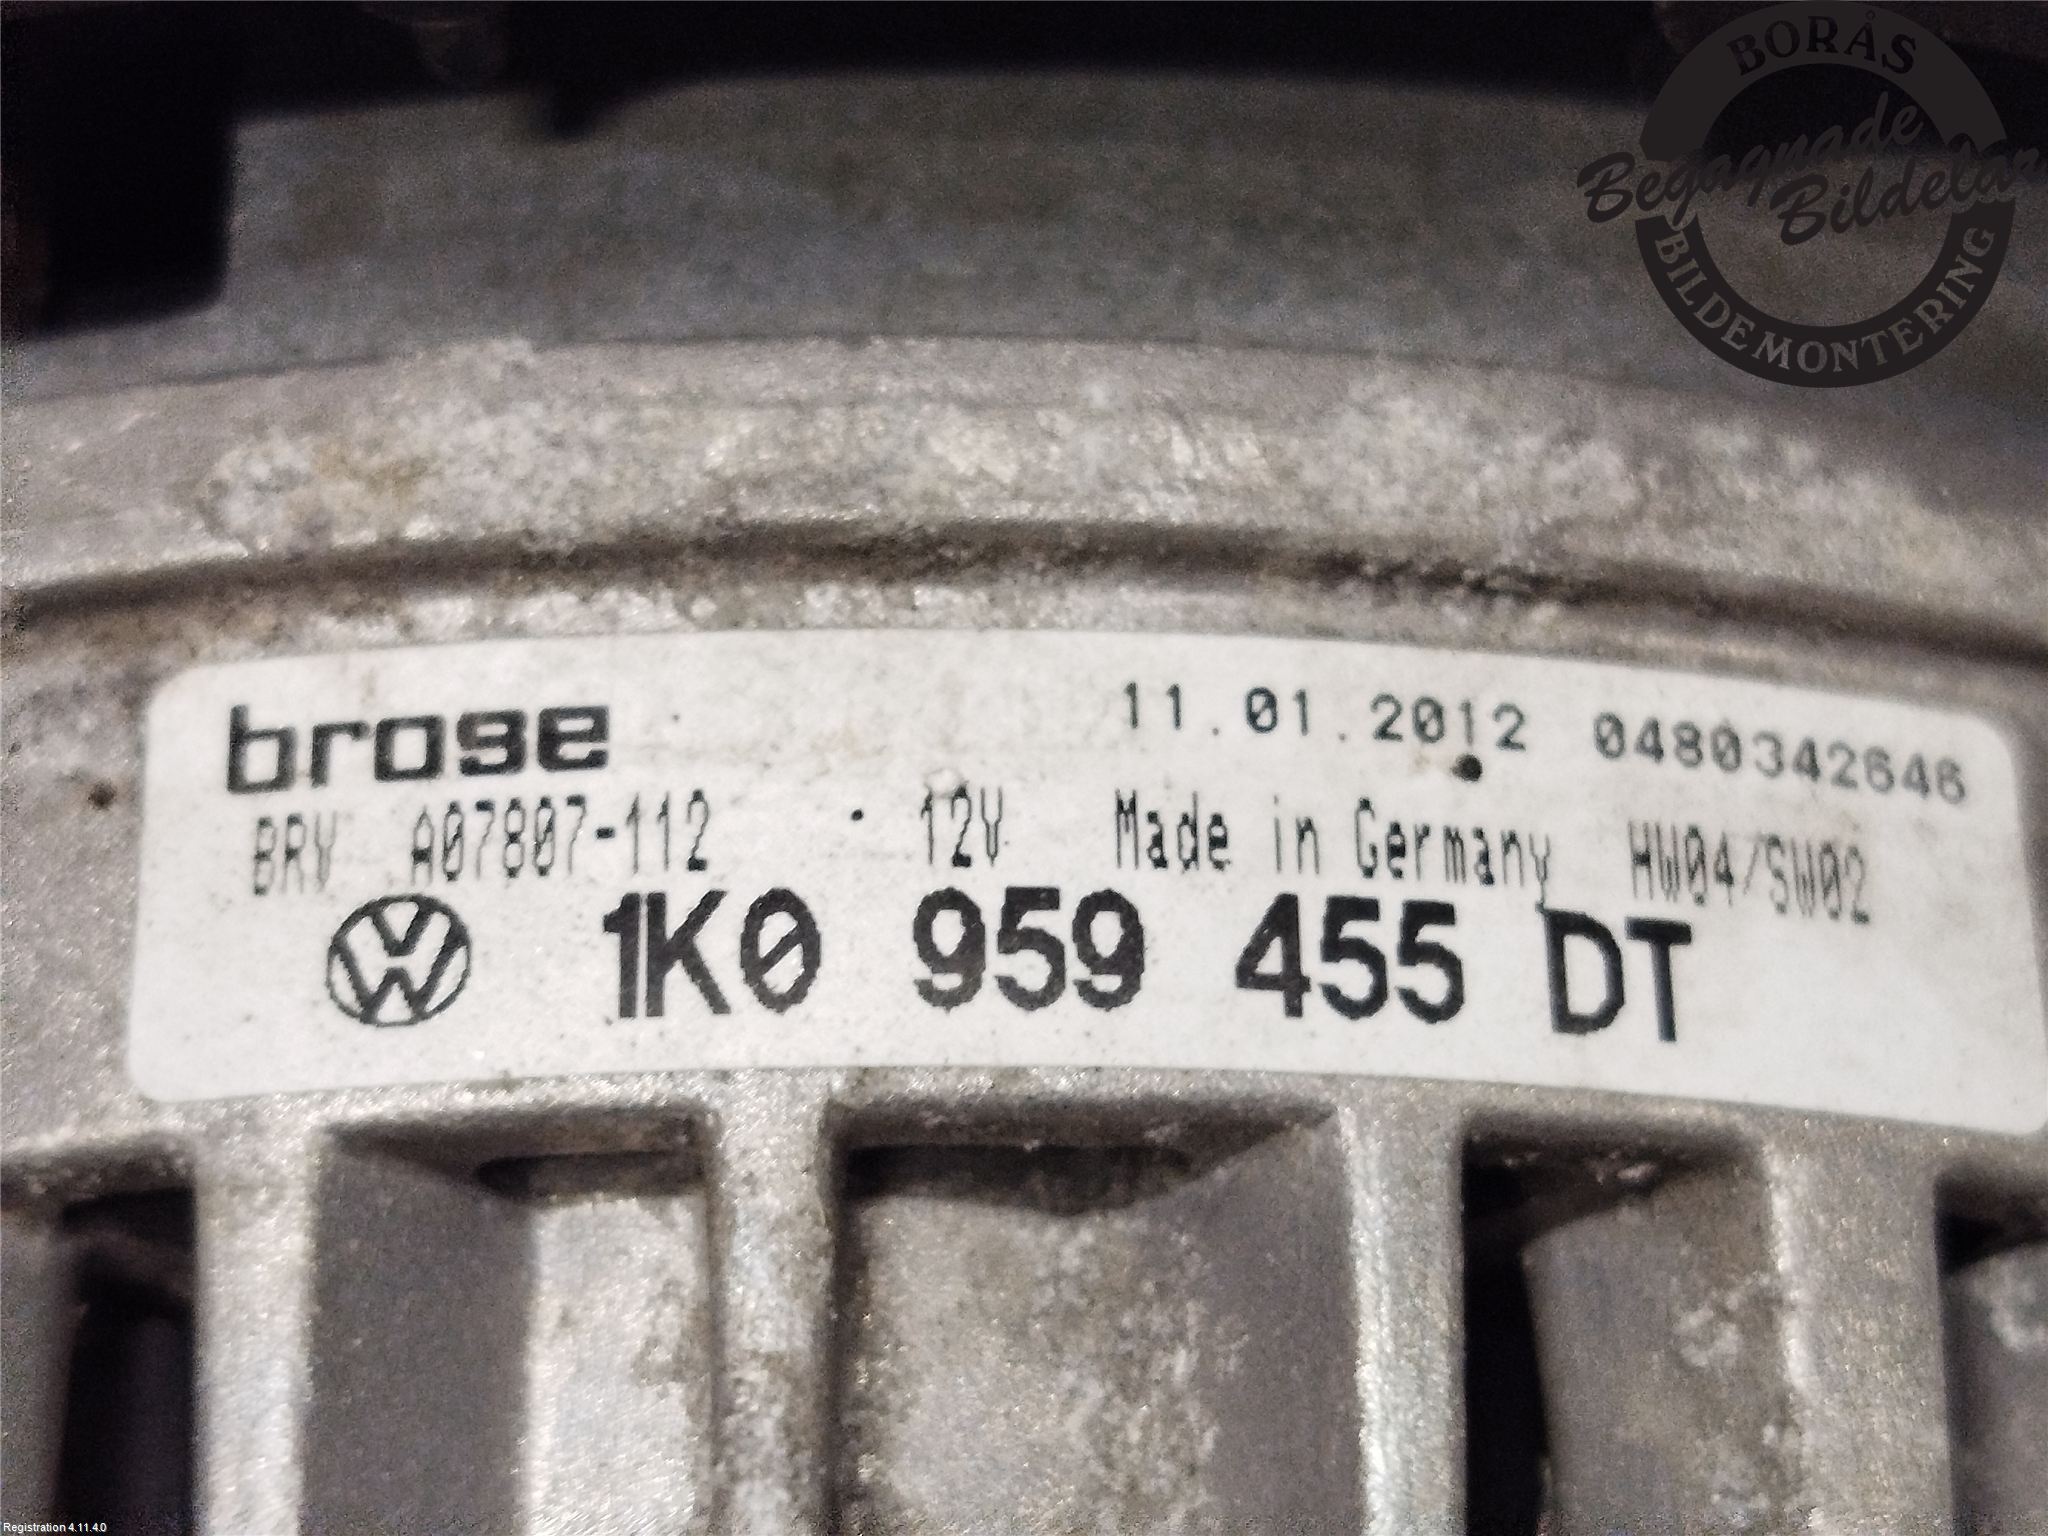 BORÅS
Begagnade
Bildelar
BILDEMONTERING
brose
11.01.2012 0480342646
BRV A07807-112 · 12V Made in Germany HW04/SW02
1K0 959 455 DT
Registration 4.11.4.0